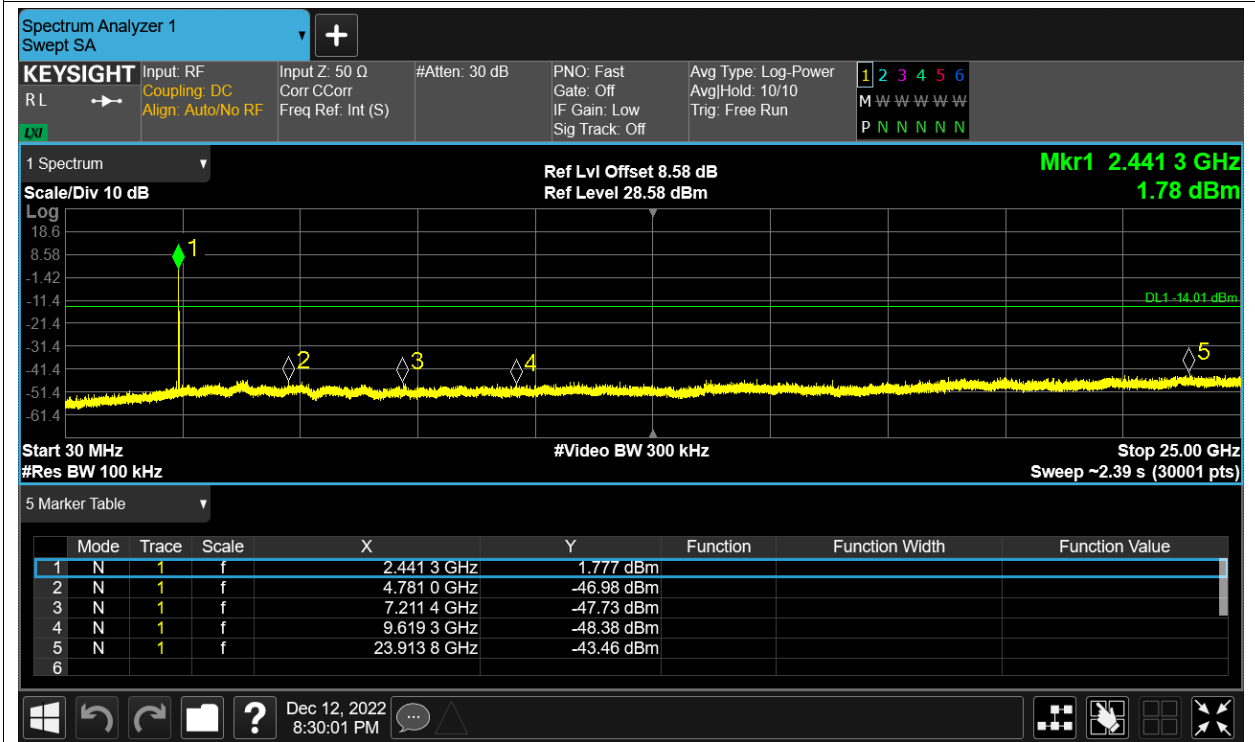 Spectrum Analyzer 1
Swept SA
+
KEYSIGHT
R L
LXI
Input: RF
Coupling: DC
Align: Auto/No RF
Input Z: 50 Ω
Corr CCorr
Freq Ref: Int (S)
#Atten: 30 dB
PNO: Fast
Gate: Off
IF Gain: Low
Sig Track: Off
Avg Type: Log-Power
Avg|Hold: 10/10
Trig: Free Run
1 2 3 4 5 6
M W W W W W
P N N N N N
1 Spectrum
Scale/Div 10 dB
Ref Lvl Offset 8.58 dB
Ref Level 28.58 dBm
Mkr1 2.441 3 GHz
1.78 dBm
Log
18.6
8.58
-1.42
-11.4
-21.4
-31.4
-41.4
-51.4
-61.4
1
2
3
4
5
DL1 -14.01 dBm
Start 30 MHz
#Video BW 300 kHz
Stop 25.00 GHz
#Res BW 100 kHz
Sweep ~2.39 s (30001 pts)
5 Marker Table
Mode Trace Scale X Y Function Function Width Function Value
1 N 1 f 2.441 3 GHz 1.777 dBm
2 N 1 f 4.781 0 GHz -46.98 dBm
3 N 1 f 7.211 4 GHz -47.73 dBm
4 N 1 f 9.619 3 GHz -48.38 dBm
5 N 1 f 23.913 8 GHz -43.46 dBm
6
?
Dec 12, 2022
8:30:01 PM